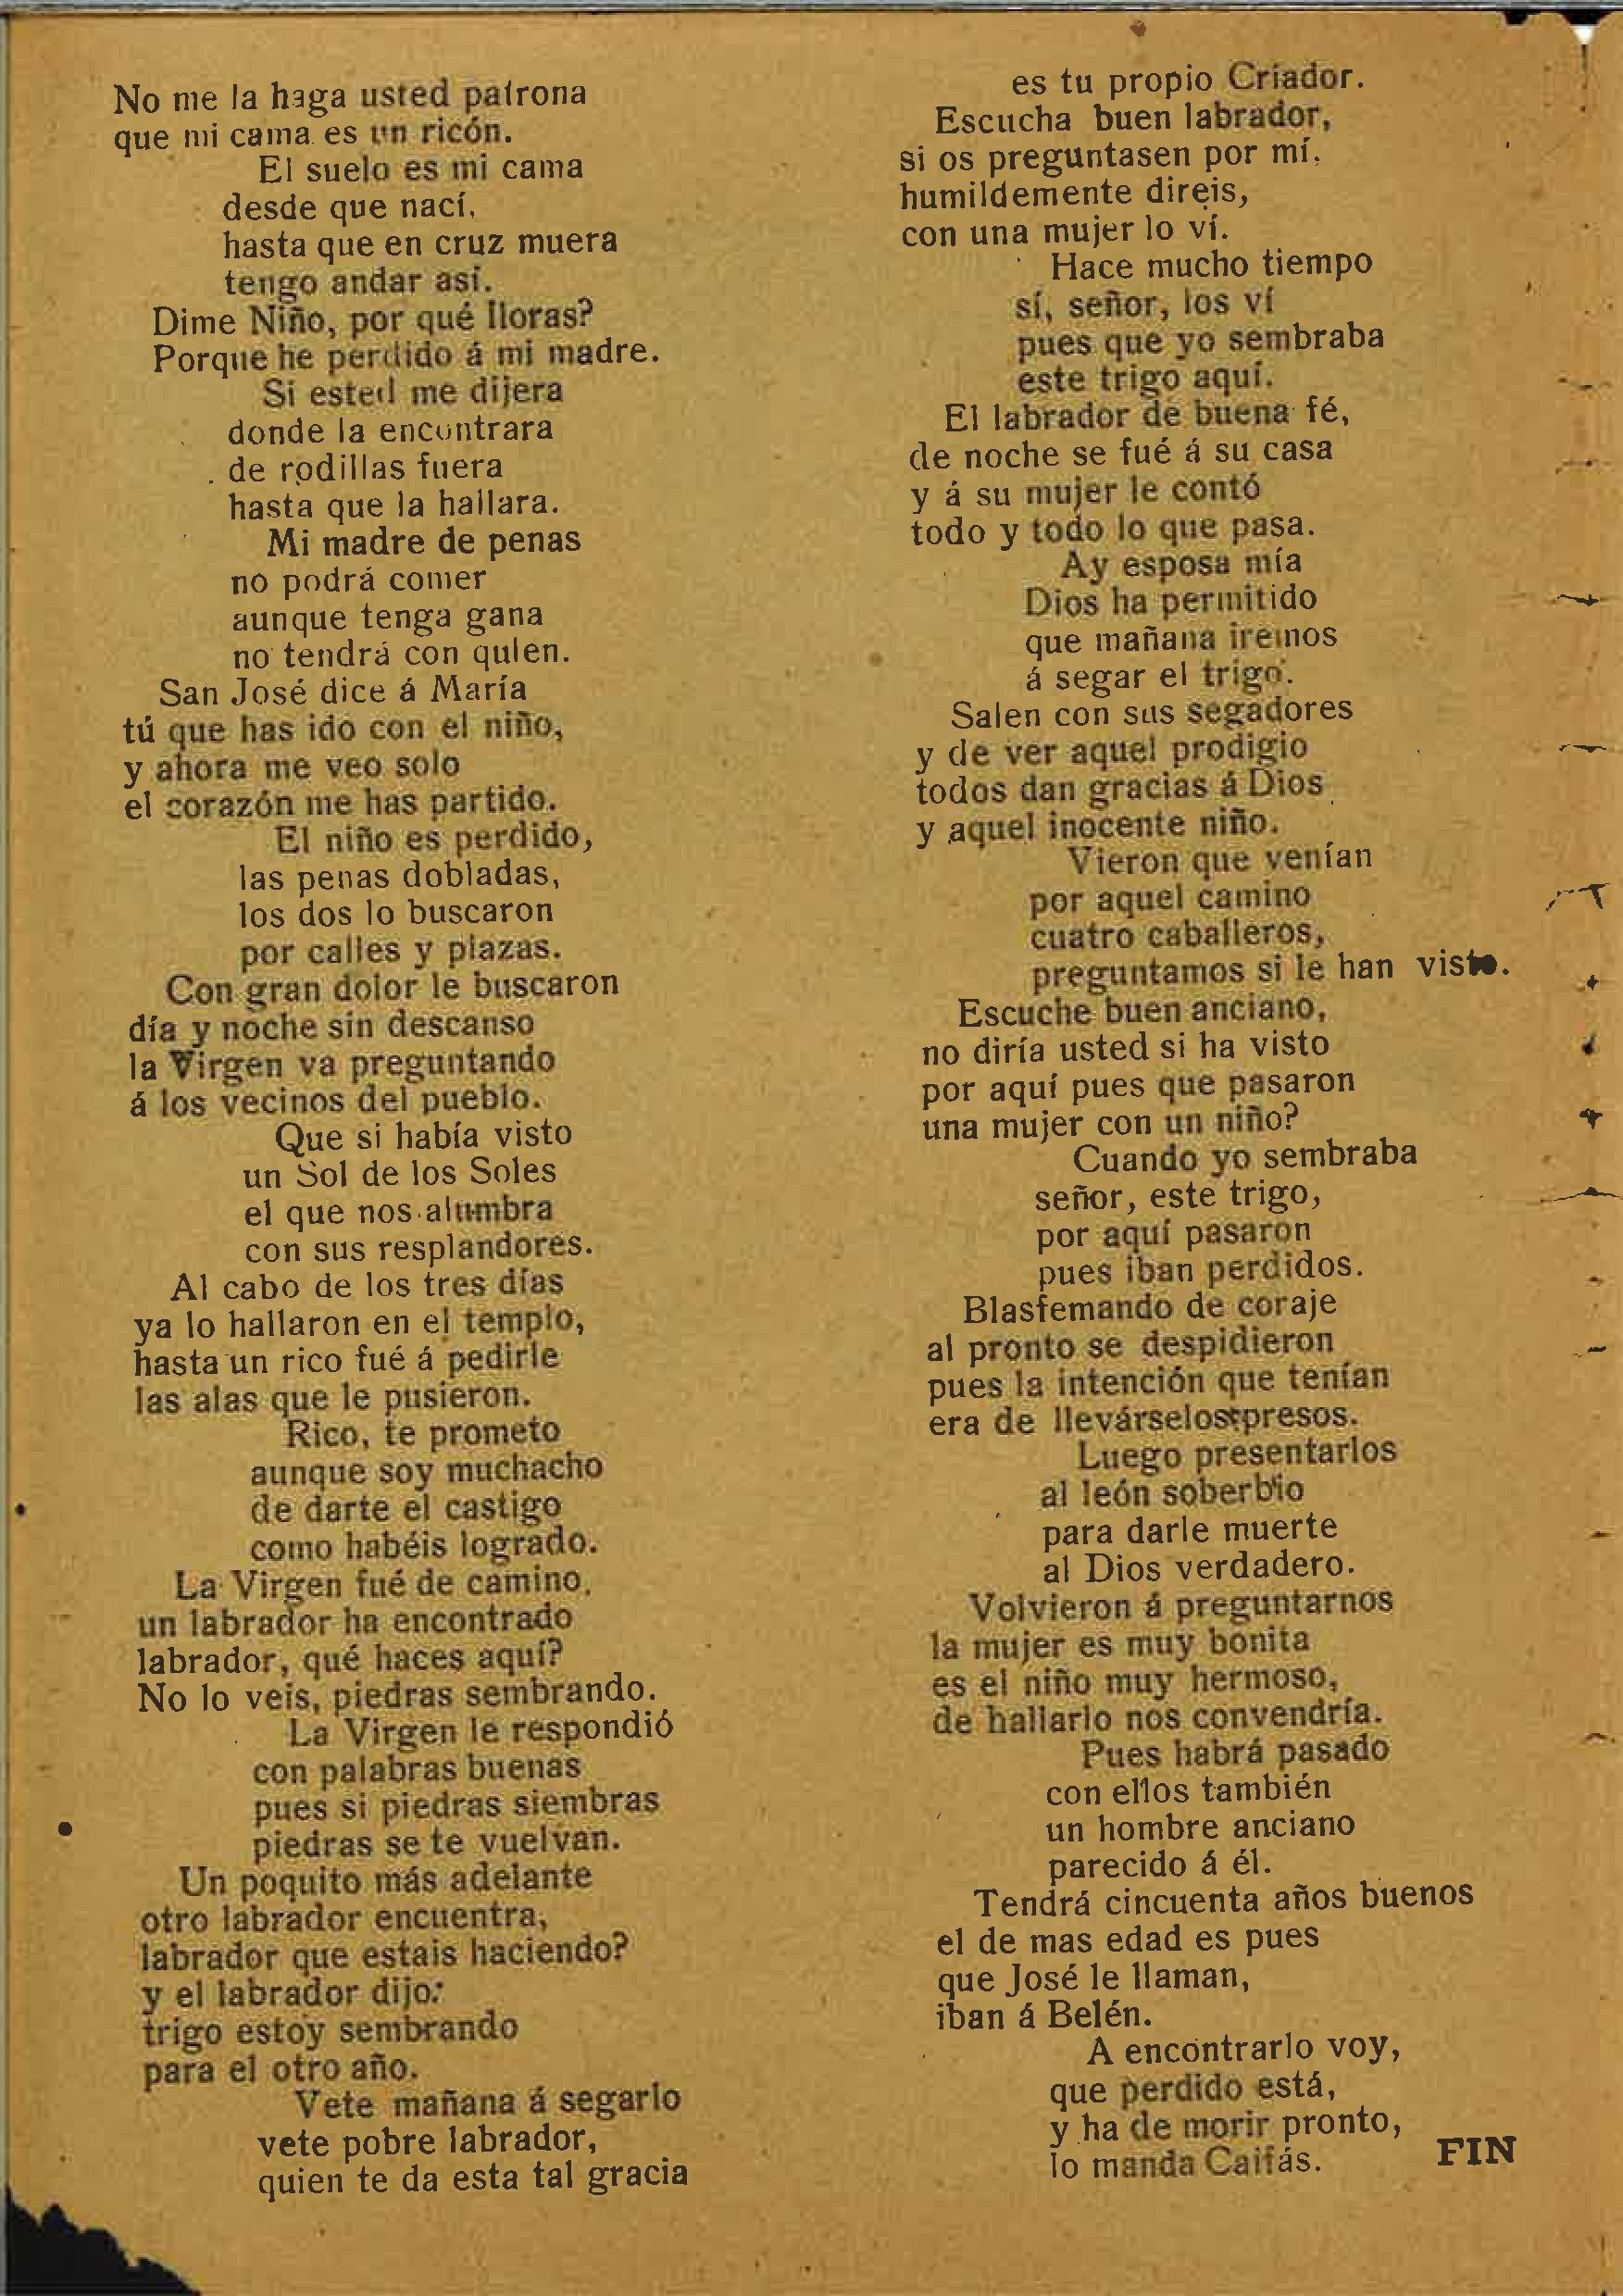 No me la haga usted patrona
que mi cama es un ricón.
El suelo es mi cama
desde que nací,
hasta que en cruz muera
tengo andar así.
Dime Niño, por qué lloras?
Porque he perdido á mi madre.
Si ested me dijera
donde la encontrara
de rodillas fuera
hasta que la hallara.
Mi madre de penas
no podrá comer
aunque tenga gana
no tendrá con quien.
San José dice á María
tú que has ido con el niño,
y ahora me veo solo
el corazón me has partido.
El niño es perdido,
las penas dobladas,
los dos lo buscaron
por calles y plazas.
Con gran dolor le buscaron
día y noche sin descanso
la Virgen va preguntando
á los vecinos del pueblo.
Que si había visto
un Sol de los Soles
el que nos alumbra
con sus resplandores.
Al cabo de los tres días
ya lo hallaron en el templo,
hasta un rico fué á pedirle
las alas que le pusieron.
Rico, te prometo
aunque soy muchacho
de darte el castigo
como habéis logrado.
La Virgen fué de camino,
un labrador ha encontrado
labrador, qué haces aquí?
No lo veis, piedras sembrando.
La Virgen le respondió
con palabras buenas
pues si piedras siembras
piedras se te vuelvan.
Un poquito más adelante
otro labrador encuentra,
labrador que estais haciendo?
y el labrador dijo:
trigo estoy sembrando
para el otro año.
Vete mañana á segarlo
vete pobre labrador,
quien te da esta tal gracia
es tu propio Criador.
Escucha buen labrador,
si os preguntasen por mí,
humildemente direis,
con una mujer lo ví.
Hace mucho tiempo
sí, señor, los ví
pues que yo sembraba
este trigo aquí.
El labrador de buena fé,
de noche se fué á su casa
y á su mujer le contó
todo y todo lo que pasa.
Ay esposa mía
Dios ha permitido
que mañana iremos
á segar el trigo.
Salen con sus segadores
y de ver aquel prodigio
todos dan gracias á Dios
y aquel inocente niño.
Vieron que venían
por aquel camino
cuatro caballeros,
preguntamos si le han visto.
Escuche buen anciano,
no diría usted si ha visto
por aquí pues que pasaron
una mujer con un niño?
Cuando yo sembraba
señor, este trigo,
por aquí pasaron
pues iban perdidos.
Blasfemando de coraje
al pronto se despidieron
pues la intención que tenían
era de llevárselos presos.
Luego presentarlos
al león soberbio
para darle muerte
al Dios verdadero.
Volvieron á preguntarnos
la mujer es muy bonita
es el niño muy hermoso,
de hallarlo nos convendría.
Pues habrá pasado
con ellos también
un hombre anciano
parecido á él.
Tendrá cincuenta años buenos
el de mas edad es pues
que José le llaman,
iban á Belén.
A encontrarlo voy,
que perdido está,
y ha de morir pronto,
lo manda Caifás.
FIN